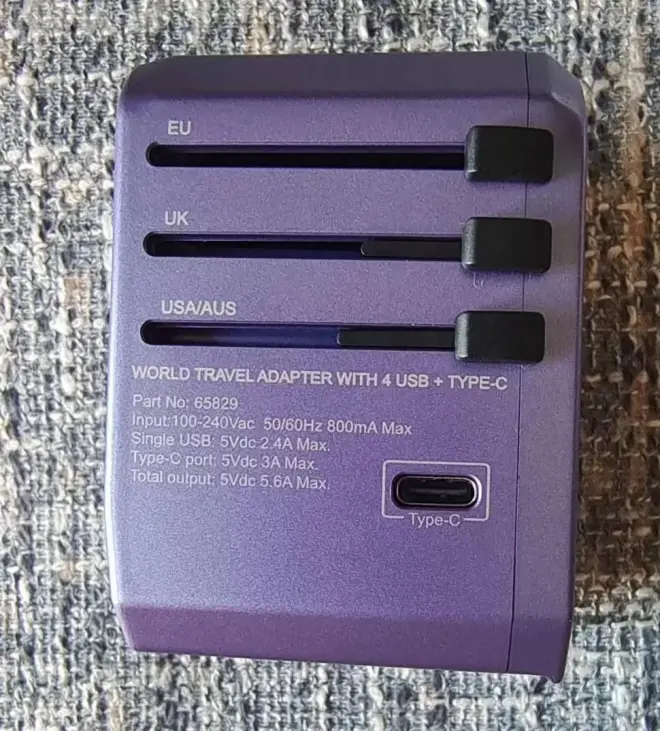 EU
UK
USA/AUS
WORLD TRAVEL ADAPTER WITH 4 USB + TYPE-C
Part No: 65829
Input:100-240Vac 50/60Hz 800mA Max
Single USB: 5Vdc 2.4A Max.
Type-C port: 5Vdc 3A Max.
Total output: 5Vdc 5.6A Max.
Type-C